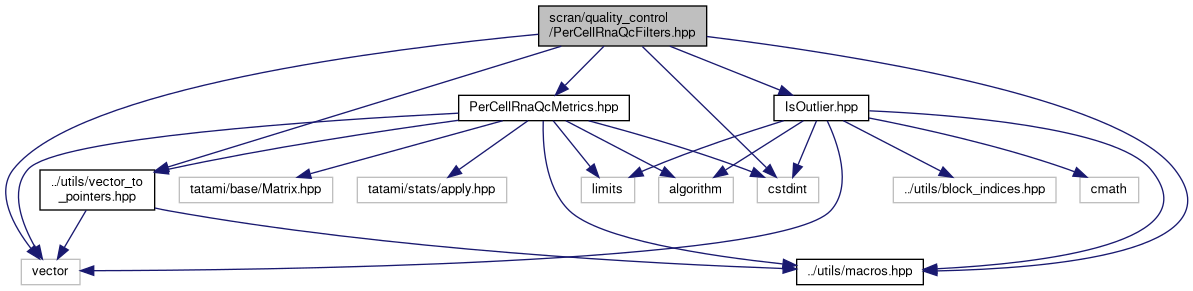 scran/quality_control
/PerCellRnaQcFilters.hpp
PerCellRnaQcMetrics.hpp
IsOutlier.hpp
../utils/vector_to
_pointers.hpp
tatami/base/Matrix.hpp
tatami/stats/apply.hpp
limits
algorithm
cstdint
../utils/block_indices.hpp
cmath
vector
../utils/macros.hpp